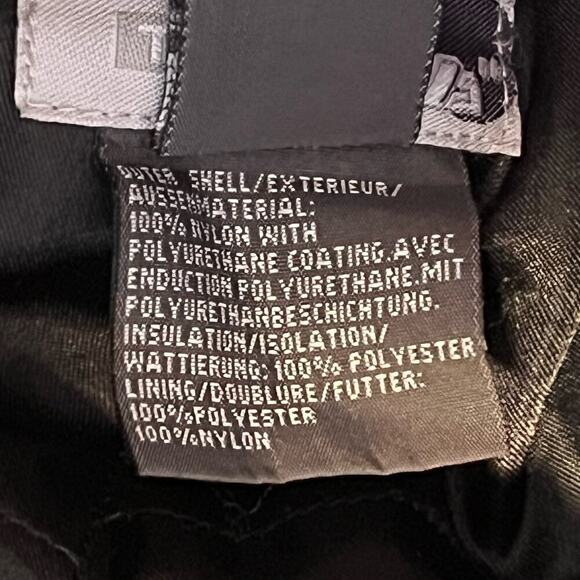 OUTER SHELL/EXTERIEUR/
AUSSENMATERIAL:
100% NYLON WITH
POLYURETHANE COATING.AVEC
ENDUCTION POLYURETHANE.MIT
POLYURETHANBESCHICHTUNG.
INSULATION/ISOLATION/
WATTIERUNG: 100% POLYESTER
LINING/DOUBLURE/FUTTER:
100%POLYESTER
100%NYLON